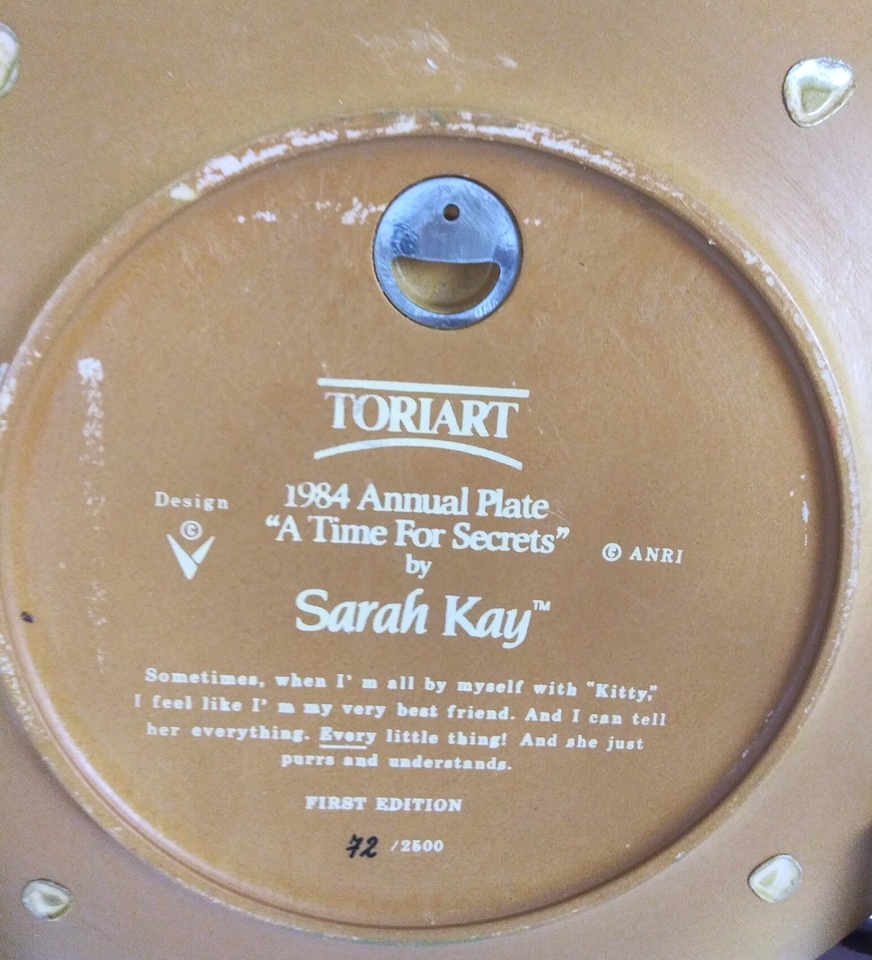 TORIART
1984 Annual Plate
"A Time For Secrets"
by
Sarah Kay™
Design
©
© ANRI
Sometimes, when I' m all by myself with "Kitty,"
I feel like I' m my very best friend. And I can tell
her everything. Every little thing! And she just
purrs and understands.
FIRST EDITION
72 /2500